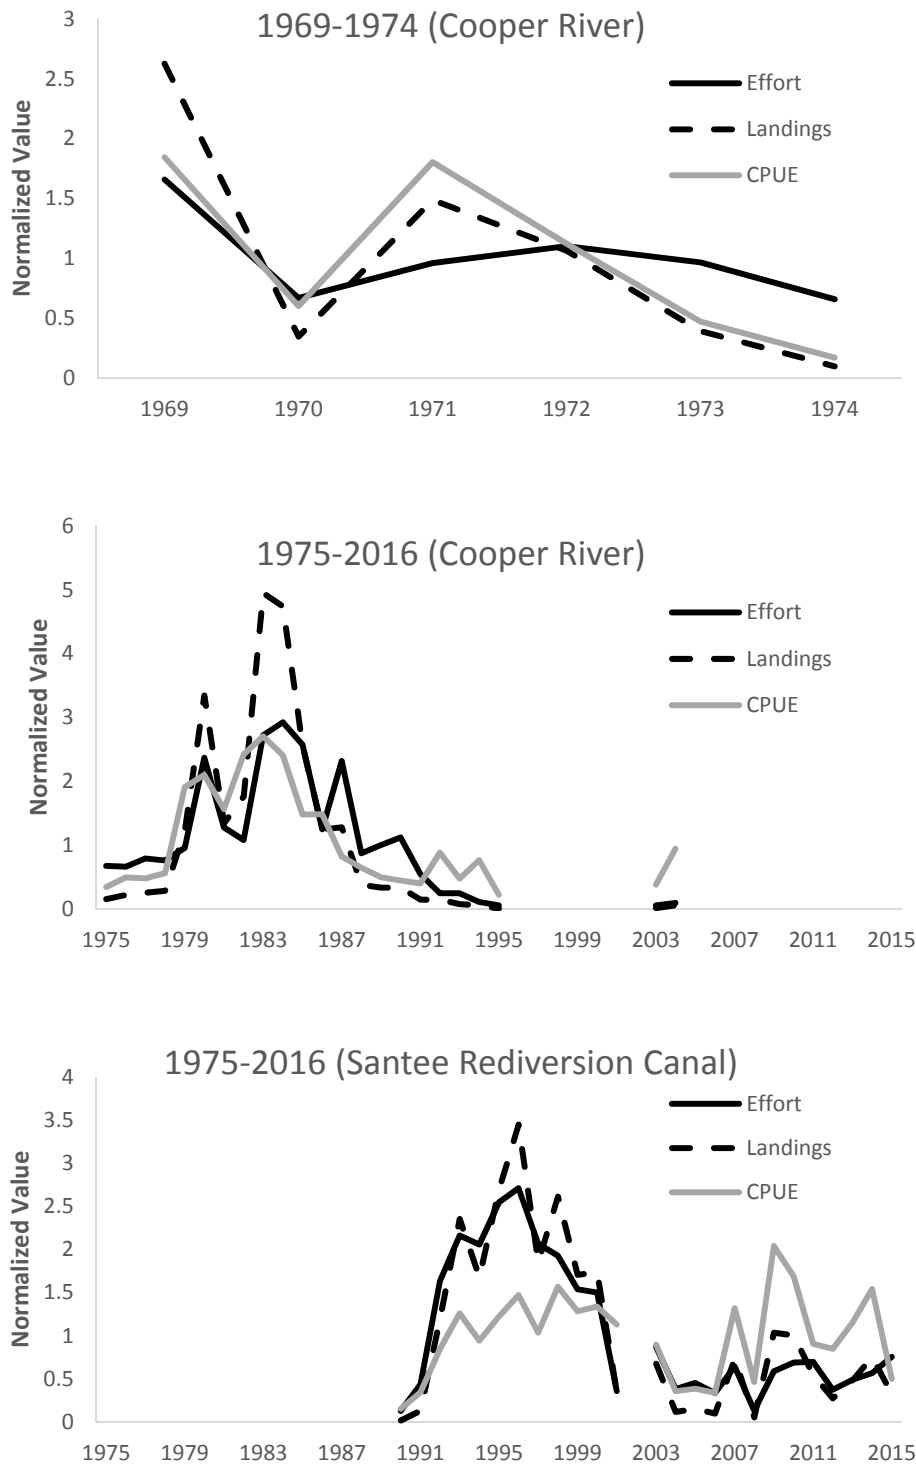 1969-1974 (Cooper River)
Normalized Value
3
2.5
2
1.5
1
0.5
0
Effort
Landings
CPUE
1969 1970 1971 1972 1973 1974
1975-2016 (Cooper River)
Normalized Value
6
5
4
3
2
1
0
Effort
Landings
CPUE
1975 1979 1983 1987 1991 1995 1999 2003 2007 2011 2015
1975-2016 (Santee Rediversion Canal)
Normalized Value
4
3.5
3
2.5
2
1.5
1
0.5
0
Effort
Landings
CPUE
1975 1979 1983 1987 1991 1995 1999 2003 2007 2011 2015